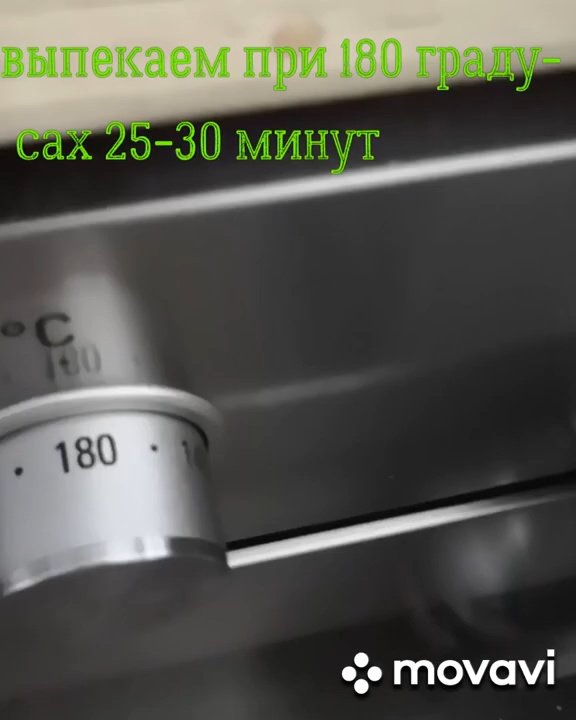 выпекаем при 180 граду-
сах 25-30 минут
°C
180
180
movavi